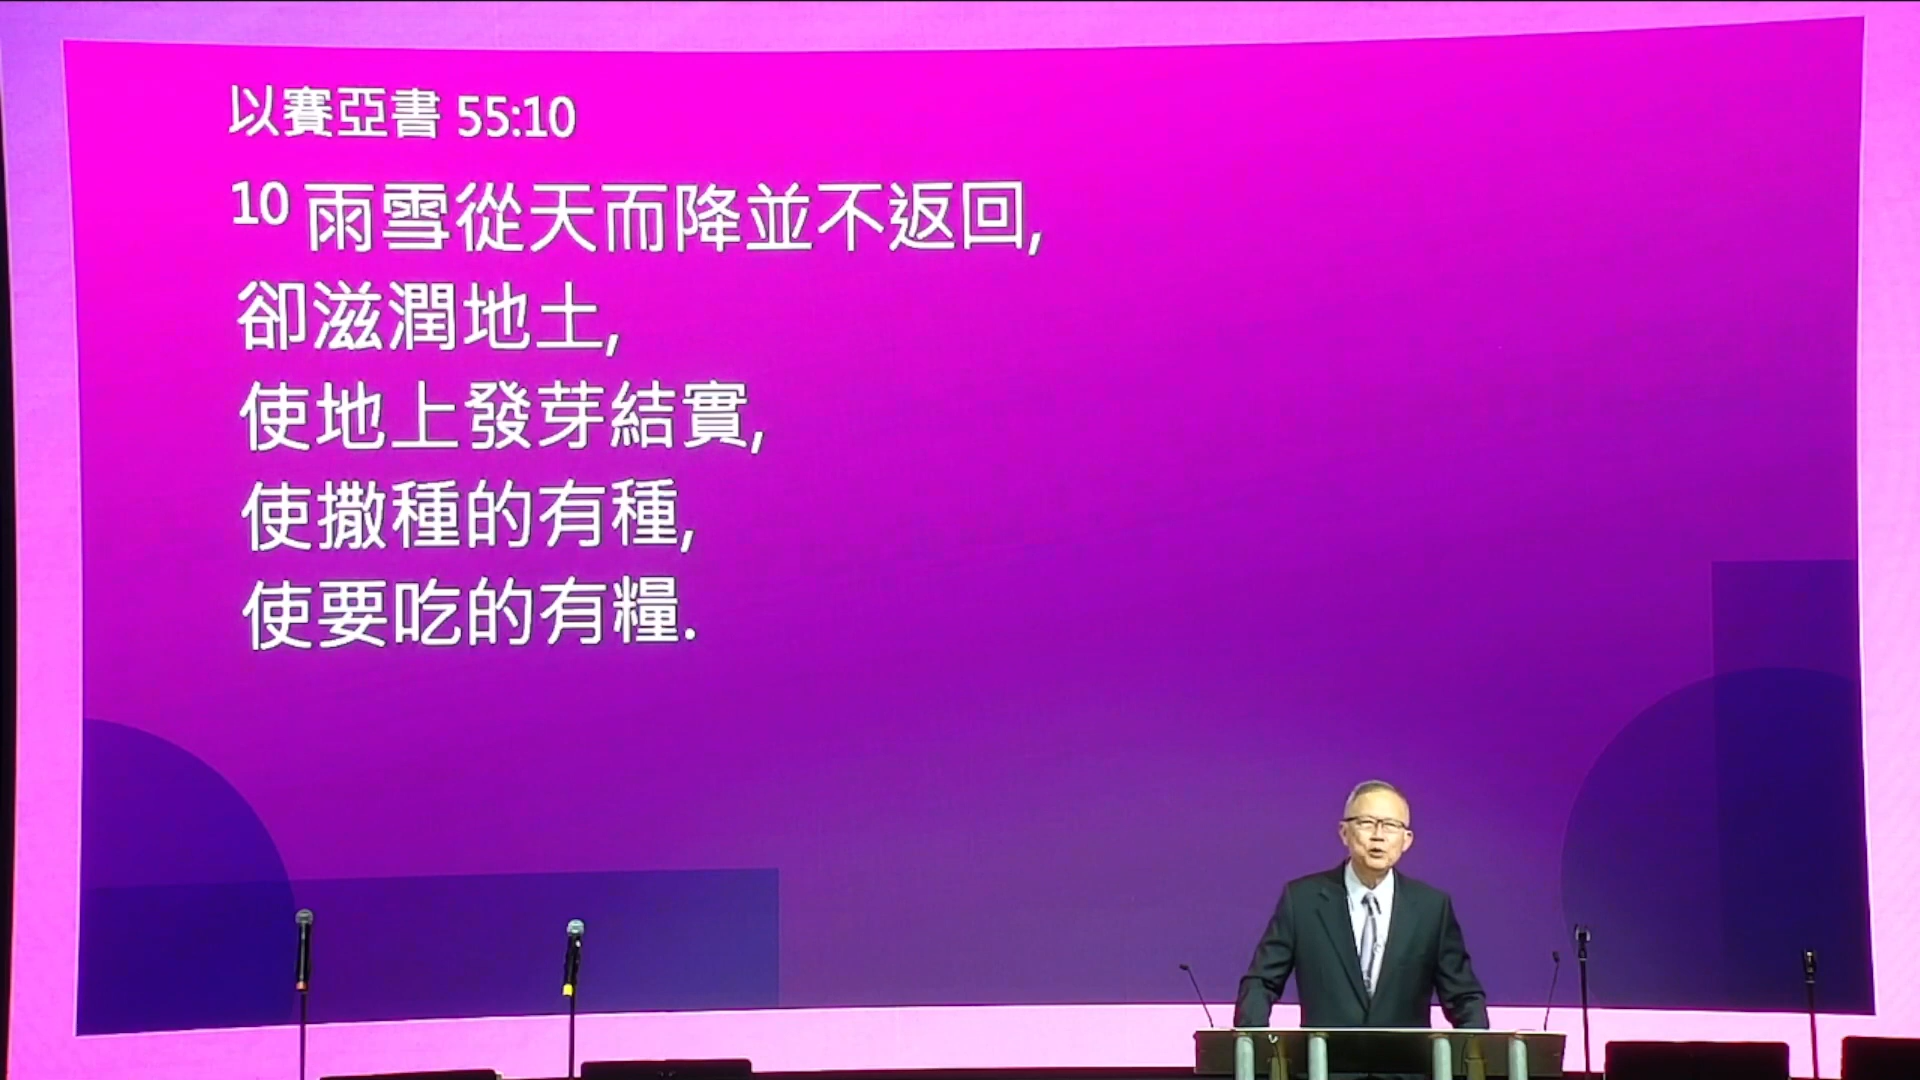 以賽亞書 55:10
10 雨雪從天而降並不返回,
卻滋潤地土,
使地上發芽結實,
使撒種的有種,
使要吃的有糧.